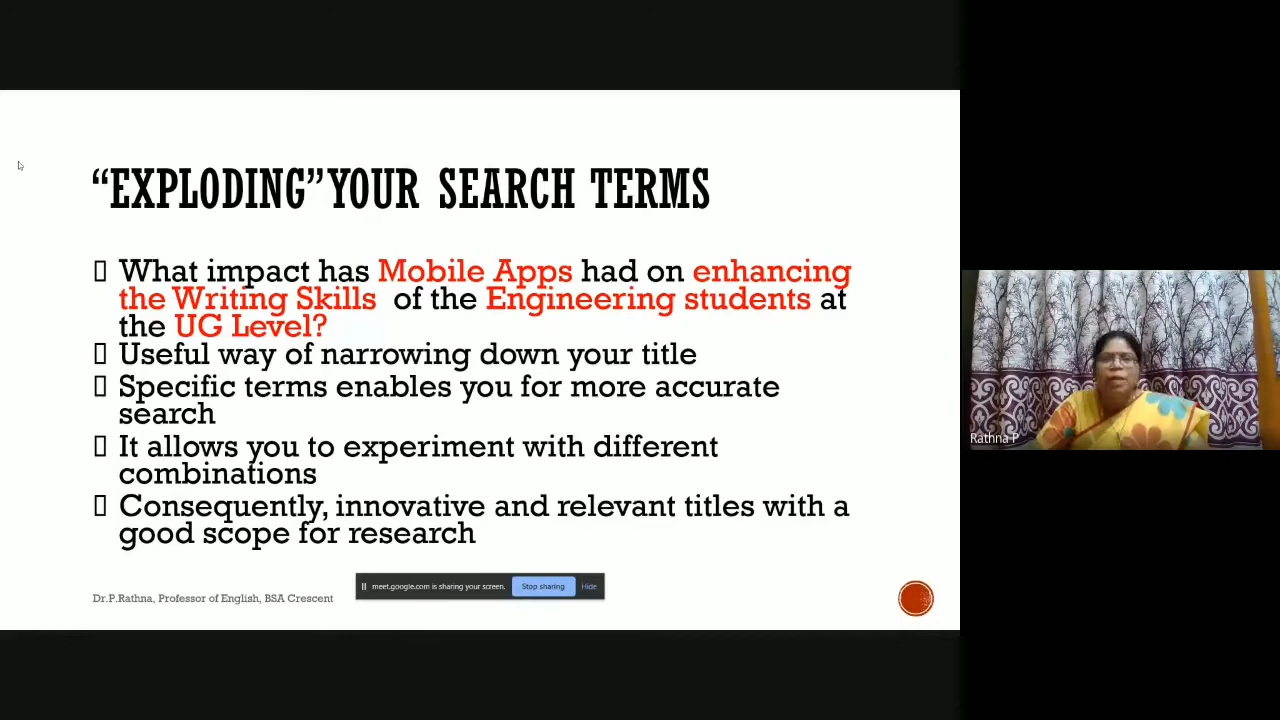 “EXPLODING”YOUR SEARCH TERMS
What impact has Mobile Apps had on enhancing
the Writing Skills of the Engineering students at
the UG Level?
Useful way of narrowing down your title
Specific terms enables you for more accurate
search
It allows you to experiment with different
combinations
Consequently, innovative and relevant titles with a
good scope for research
meet.google.com is sharing your screen. Stop sharing Hide
Dr.P.Rathna, Professor of English, BSA Crescent
Rathna P